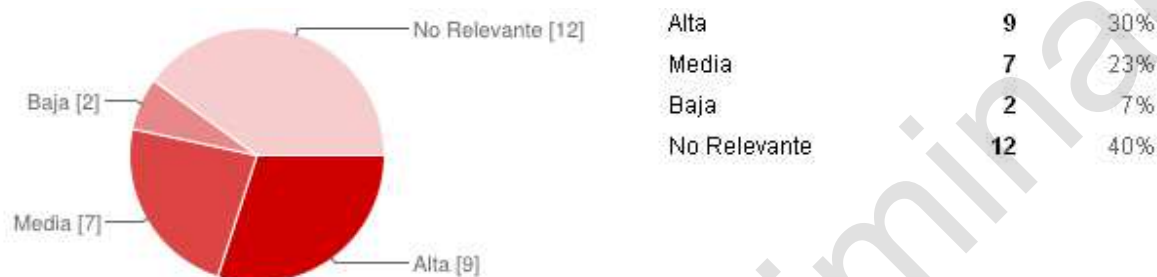 No Relevante [12]
Baja [2]
Media [7]
Alta [9]
Alta 9 30%
Media 7 23%
Baja 2 7%
No Relevante 12 40%